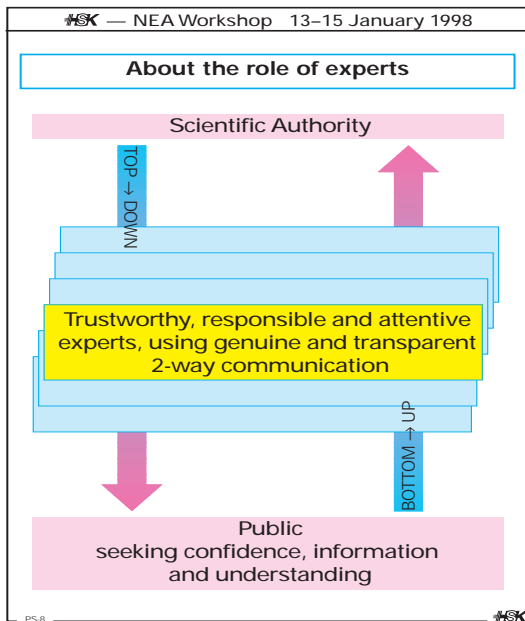 HSK — NEA Workshop 13–15 January 1998
About the role of experts
Scientific Authority
TOP → DOWN
Trustworthy, responsible and attentive
experts, using genuine and transparent
2-way communication
BOTTOM → UP
Public
seeking confidence, information
and understanding
PS-8
HSK